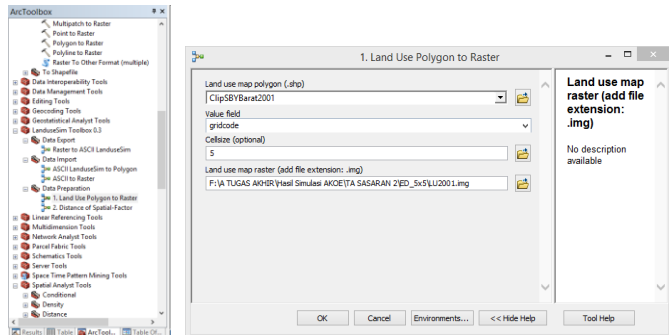 ArcToolbox
Multipatch to Raster
Point to Raster
Polygon to Raster
Polyline to Raster
Raster To Other Format (multiple)
To Shapefile
Data Interoperability Tools
Data Management Tools
Editing Tools
Geocoding Tools
Geostatistical Analyst Tools
LanduseSim Toolbox 0.3
Data Export
Raster to ASCII LanduseSim
Data Import
ASCII LanduseSim to Polygon
ASCII to Raster
Data Preparation
1. Land Use Polygon to Raster
2. Distance of Spatial-Factor
Linear Referencing Tools
Multidimension Tools
Network Analyst Tools
Parcel Fabric Tools
Schematics Tools
Server Tools
Space Time Pattern Mining Tools
Spatial Analyst Tools
Conditional
Density
Distance
Results Table ArcTool... Table Of...
1. Land Use Polygon to Raster
Land use map polygon (.shp)
ClipSBYBarat2001
Value field
gridcode
Cellsize (optional)
5
Land use map raster (add file extension: .img)
F:\A TUGAS AKHIR\Hasil Simulasi AKOE\TA SASARAN 2\ED_5x5\LU2001.img
OK Cancel Environments... << Hide Help
Land use map
raster (add file
extension:
.img)
No description
available
Tool Help